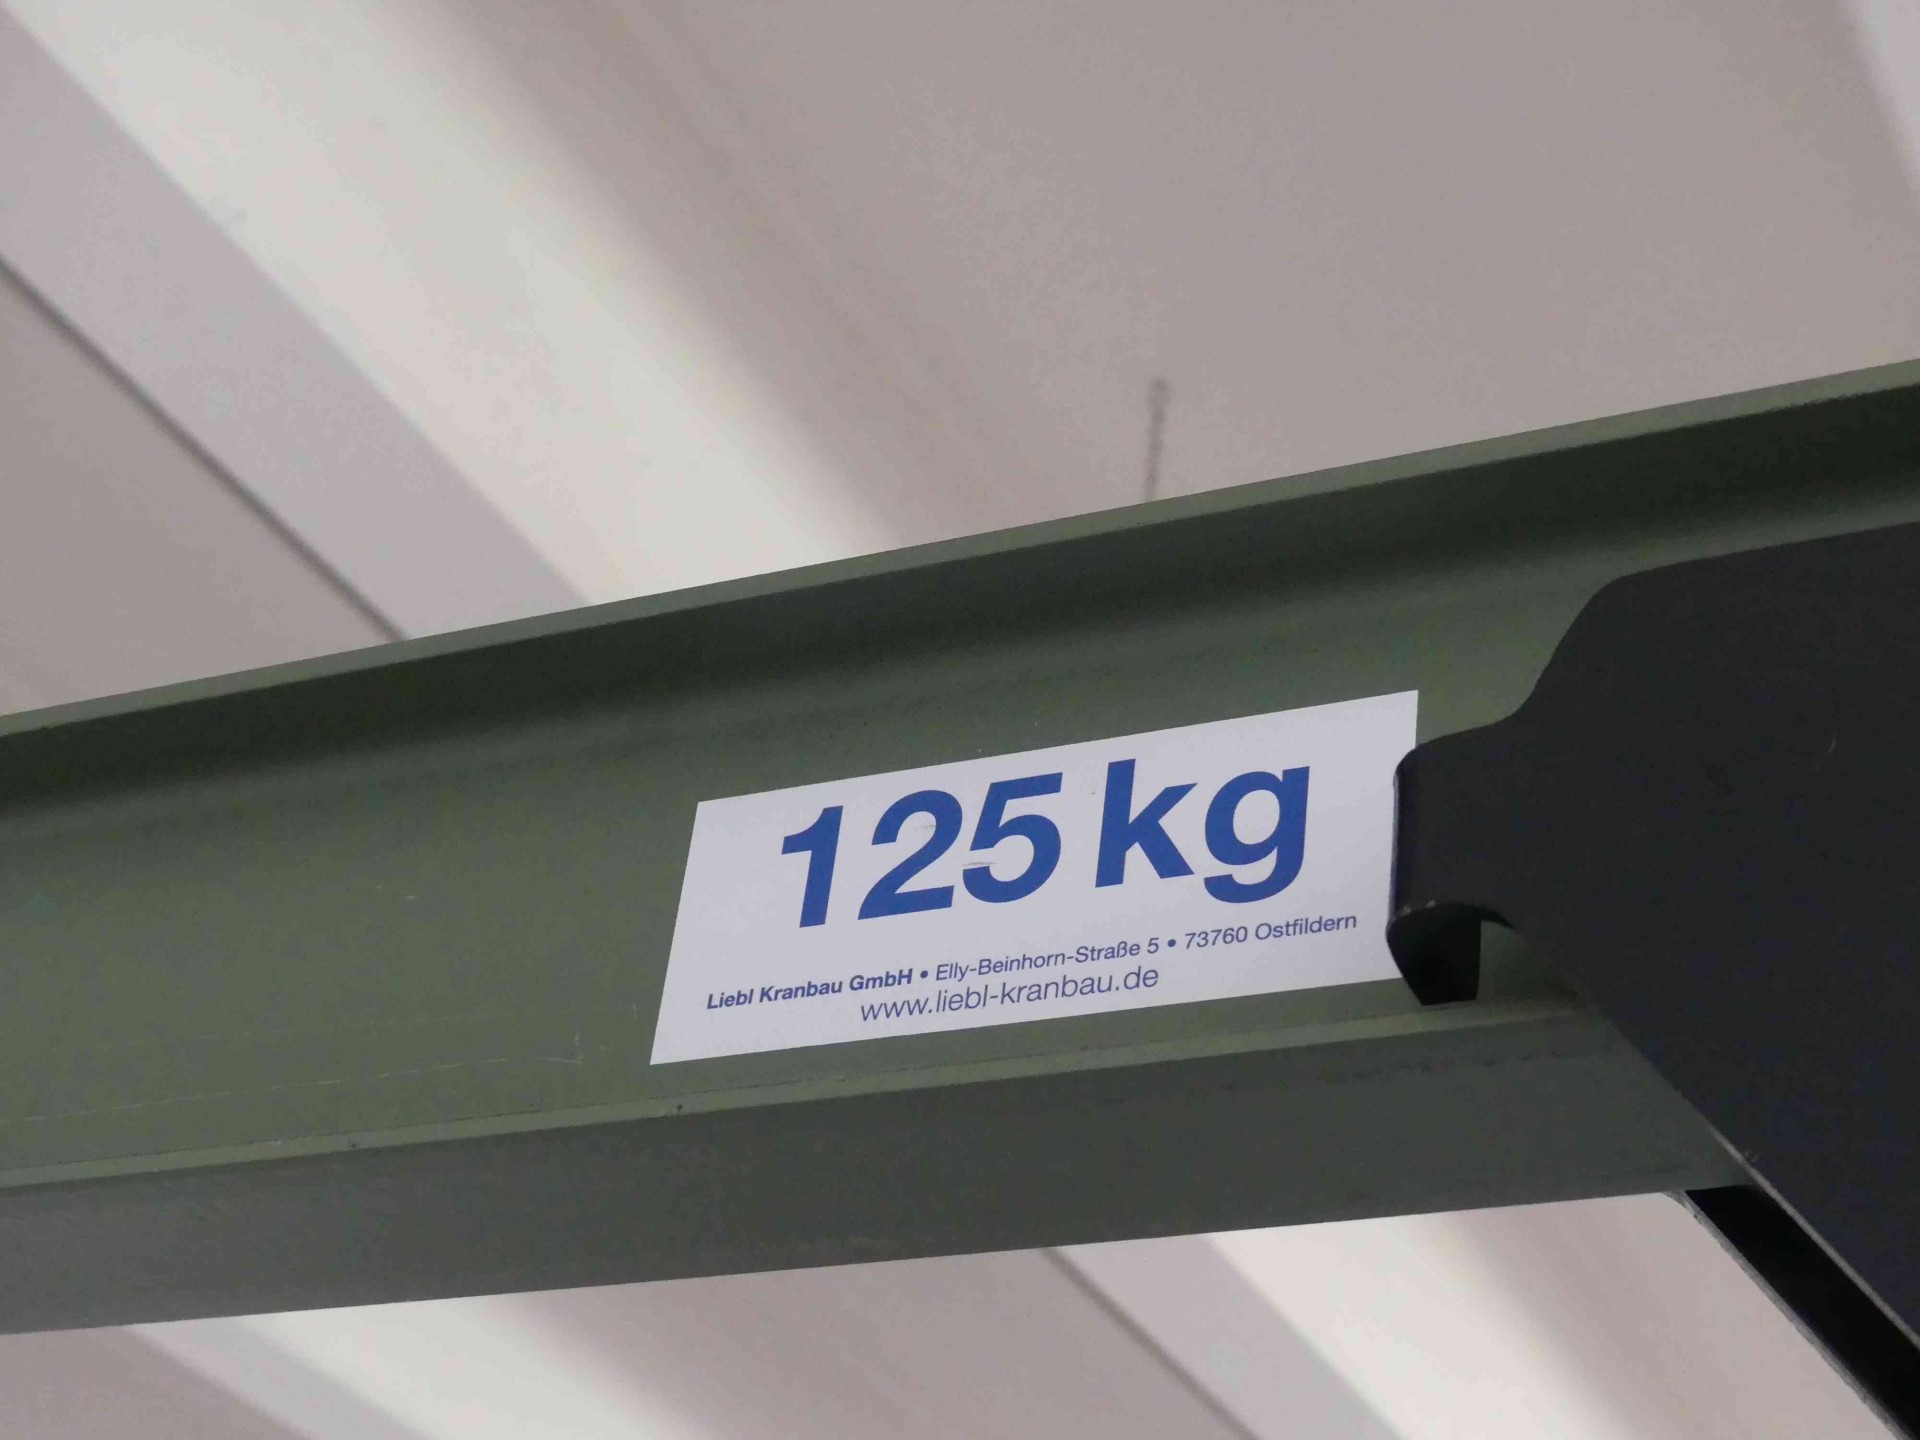 125 kg
Liebl Kranbau GmbH • Elly-Beinhorn-Straße 5 • 73760 Ostfildern
www.liebl-kranbau.de